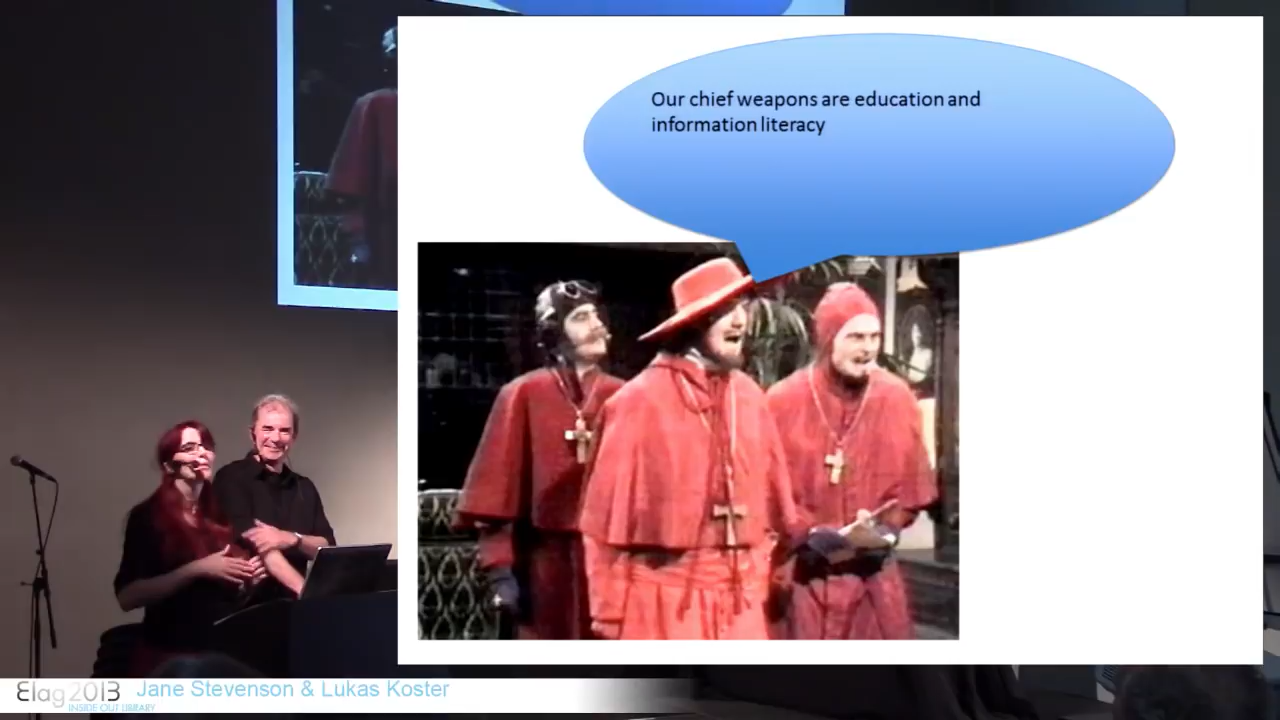 Our chief weapons are education and
information literacy
Elag2013 Jane Stevenson & Lukas Koster
INSIDE OUT LIBRARY